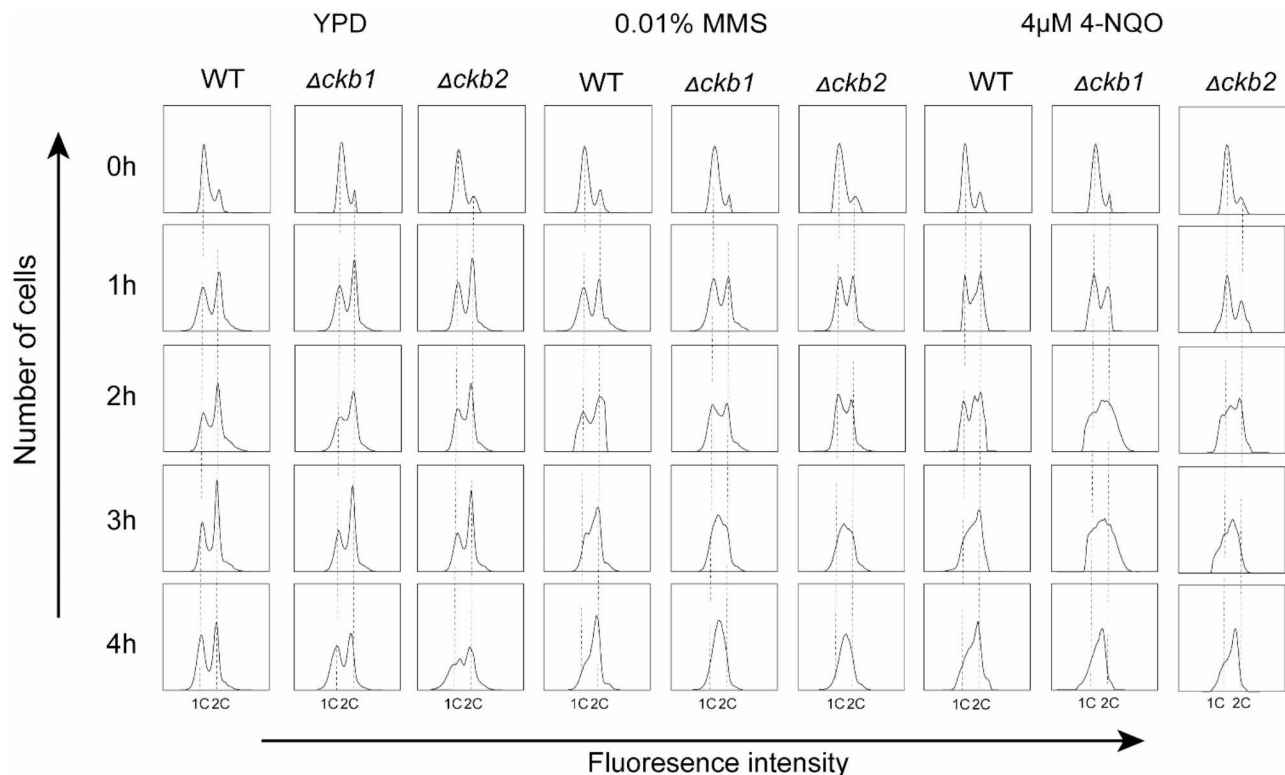 YPD 0.01% MMS 4μM 4-NQO
WT Δckb1 Δckb2 WT Δckb1 Δckb2 WT Δckb1 Δckb2
Number of cells
0h
1h
2h
3h
4h
1C 2C 1C 2C 1C 2C 1C 2C 1C 2C 1C 2C 1C 2C 1C 2C 1C 2C
Fluoresence intensity